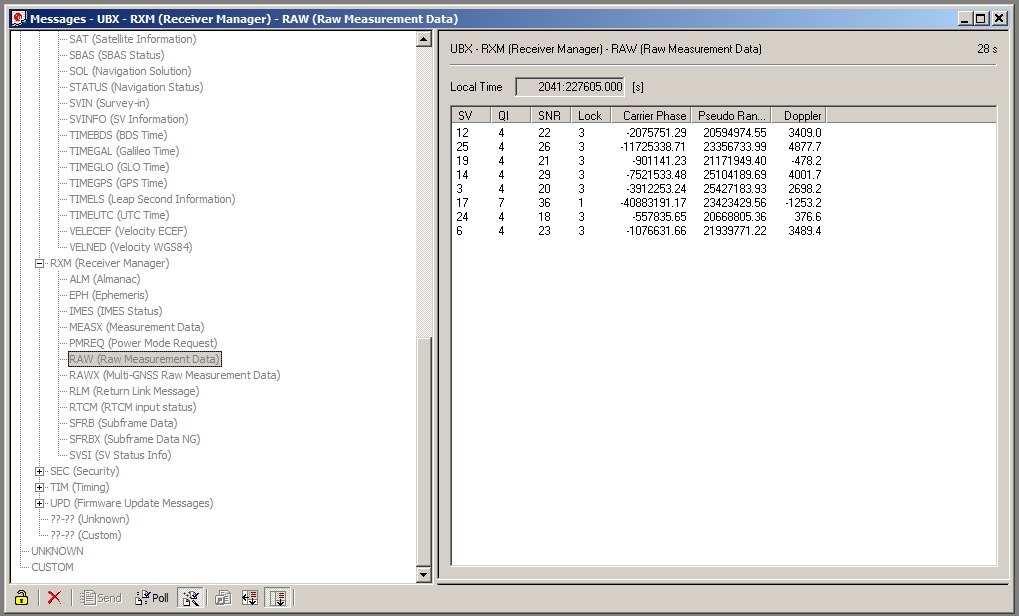 Messages - UBX - RXM (Receiver Manager) - RAW (Raw Measurement Data)
SAT (Satellite Information)
SBAS (SBAS Status)
SOL (Navigation Solution)
STATUS (Navigation Status)
SVIN (Survey-in)
SVINFO (SV Information)
TIMEBDS (BDS Time)
TIMEGAL (Galileo Time)
TIMEGLO (GLO Time)
TIMEGPS (GPS Time)
TIMELS (Leap Second Information)
TIMEUTC (UTC Time)
VELECEF (Velocity ECEF)
VELNED (Velocity WGS84)
RXM (Receiver Manager)
ALM (Almanac)
EPH (Ephemeris)
IMES (IMES Status)
MEASX (Measurement Data)
PMREQ (Power Mode Request)
RAW (Raw Measurement Data)
RAWX (Multi-GNSS Raw Measurement Data)
RLM (Return Link Message)
RTCM (RTCM input status)
SFRB (Subframe Data)
SFRBX (Subframe Data NG)
SVSI (SV Status Info)
SEC (Security)
TIM (Timing)
UPD (Firmware Update Messages)
??-?? (Unknown)
??-?? (Custom)
UNKNOWN
CUSTOM
UBX - RXM (Receiver Manager) - RAW (Raw Measurement Data) 28 s
Local Time 2041:227605.000 [s]
SV QI SNR Lock Carrier Phase Pseudo Ran... Doppler
12 4 22 3 -2075751.29 20594974.55 3409.0
25 4 26 3 -11725338.71 23356733.99 4877.7
19 4 21 3 -901141.23 21171949.40 -478.2
14 4 29 3 -7521533.48 25104189.69 4001.7
3 4 20 3 -3912253.24 25427183.93 2698.2
17 7 36 1 -40883191.17 23423429.56 -1253.2
24 4 18 3 -557835.65 20668805.36 376.6
6 4 23 3 -1076631.66 21939771.22 3489.4
Send Poll